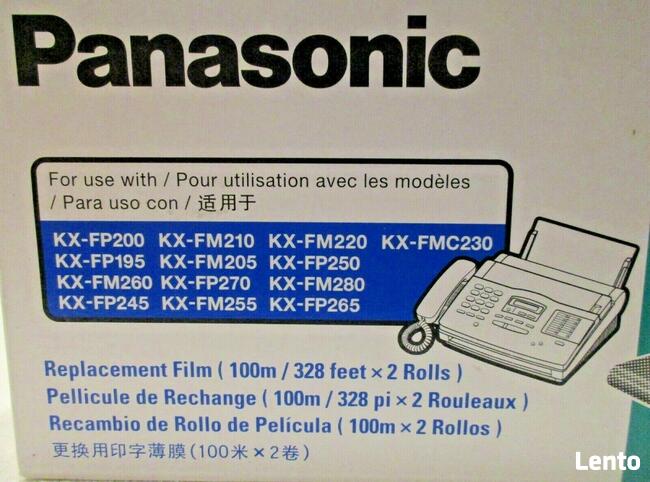 Panasonic
For use with / Pour utilisation avec les modèles
/ Para uso con / 适用于
KX-FP200 KX-FM210 KX-FM220 KX-FMC230
KX-FP195 KX-FM205 KX-FP250
KX-FM260 KX-FP270 KX-FM280
KX-FP245 KX-FM255 KX-FP265
Replacement Film ( 100m / 328 feet × 2 Rolls )
Pellicule de Rechange ( 100m / 328 pi × 2 Rouleaux )
Recambio de Rollo de Película ( 100m × 2 Rollos )
更换用印字薄膜(100米 × 2卷)
Lento